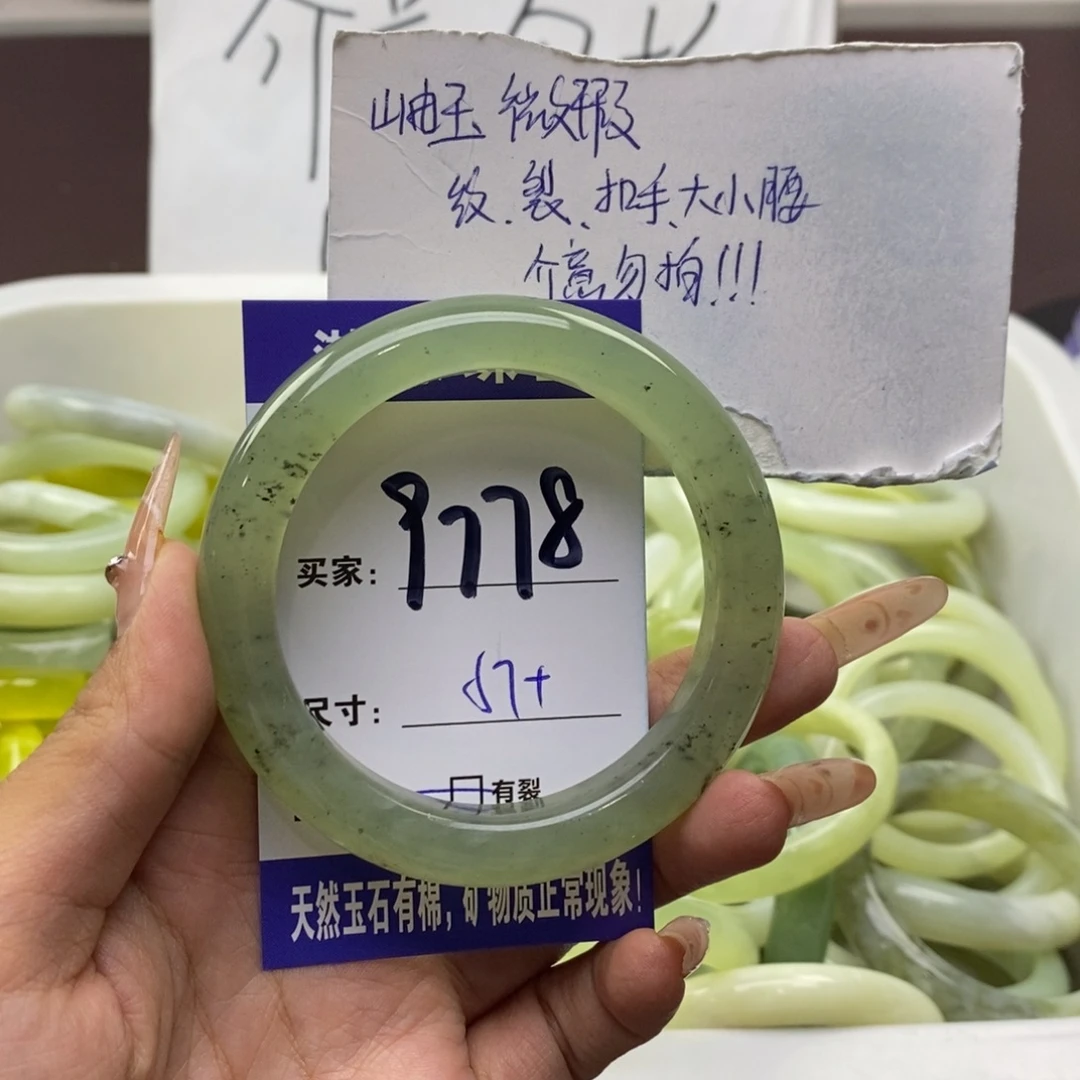 岫玉 微瑕
纹.裂、扣手、大小腰
介意勿拍!!!
买家: 9778
尺寸: 57+
有裂
天然玉石有棉,矿物质正常现象!